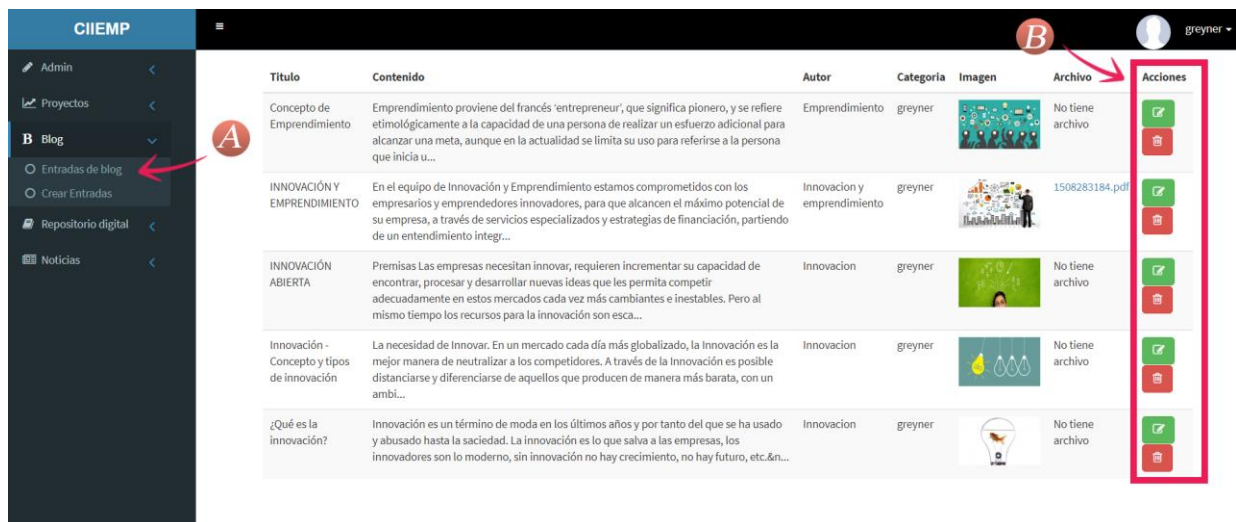 CIIEMP
greyner
B
Admin
Proyectos
B Blog
Entradas de blog
Crear Entradas
Repositorio digital
Noticias
A
Titulo Contenido Autor Categoria Imagen Archivo Acciones
Concepto de
Emprendimiento
Emprendimiento proviene del francés 'entrepreneur', que significa pionero, y se refiere
etimológicamente a la capacidad de una persona de realizar un esfuerzo adicional para
alcanzar una meta, aunque en la actualidad se limita su uso para referirse a la persona
que inicia u...
Emprendimiento
greyner
No tiene
archivo
INNOVACIÓN Y
EMPRENDIMIENTO
En el equipo de Innovación y Emprendimiento estamos comprometidos con los
empresarios y emprendedores innovadores, para que alcancen el máximo potencial de
su empresa, a través de servicios especializados y estrategias de financiación, partiendo
de un entendimiento integr...
Innovacion y
emprendimiento
greyner
1508283184.pdf
INNOVACIÓN
ABIERTA
Premisas Las empresas necesitan innovar, requieren incrementar su capacidad de
encontrar, procesar y desarrollar nuevas ideas que les permita competir
adecuadamente en estos mercados cada vez más cambiantes e inestables. Pero al
mismo tiempo los recursos para la innovación son esca...
Innovacion
greyner
No tiene
archivo
Innovación -
Concepto y tipos
de innovación
La necesidad de Innovar. En un mercado cada día más globalizado, la Innovación es la
mejor manera de neutralizar a los competidores. A través de la Innovación es posible
distanciarse y diferenciarse de aquellos que producen de manera más barata, con un
ambi...
Innovacion
greyner
No tiene
archivo
¿Qué es la
innovación?
Innovación es un término de moda en los últimos años y por tanto del que se ha usado
y abusado hasta la saciedad. La innovación es lo que salva a las empresas, los
innovadores son lo moderno, sin innovación no hay crecimiento, no hay futuro, etc.&n...
Innovacion
greyner
No tiene
archivo